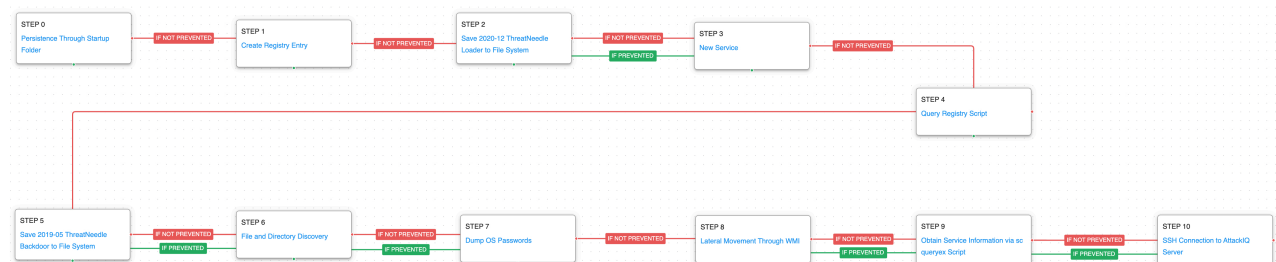 STEP 0
Persistence Through Startup
Folder
IF NOT PREVENTED
STEP 1
Create Registry Entry
IF NOT PREVENTED
STEP 2
Save 2020-12 ThreatNeedle
Loader to File System
IF NOT PREVENTED
IF PREVENTED
STEP 3
New Service
IF NOT PREVENTED
STEP 4
Query Registry Script
STEP 5
Save 2019-05 ThreatNeedle
Backdoor to File System
IF NOT PREVENTED
IF PREVENTED
STEP 6
File and Directory Discovery
IF NOT PREVENTED
IF PREVENTED
STEP 7
Dump OS Passwords
IF NOT PREVENTED
STEP 8
Lateral Movement Through WMI
IF NOT PREVENTED
IF PREVENTED
STEP 9
Obtain Service Information via sc
queryex Script
IF NOT PREVENTED
IF PREVENTED
STEP 10
SSH Connection to AttackIQ
Server